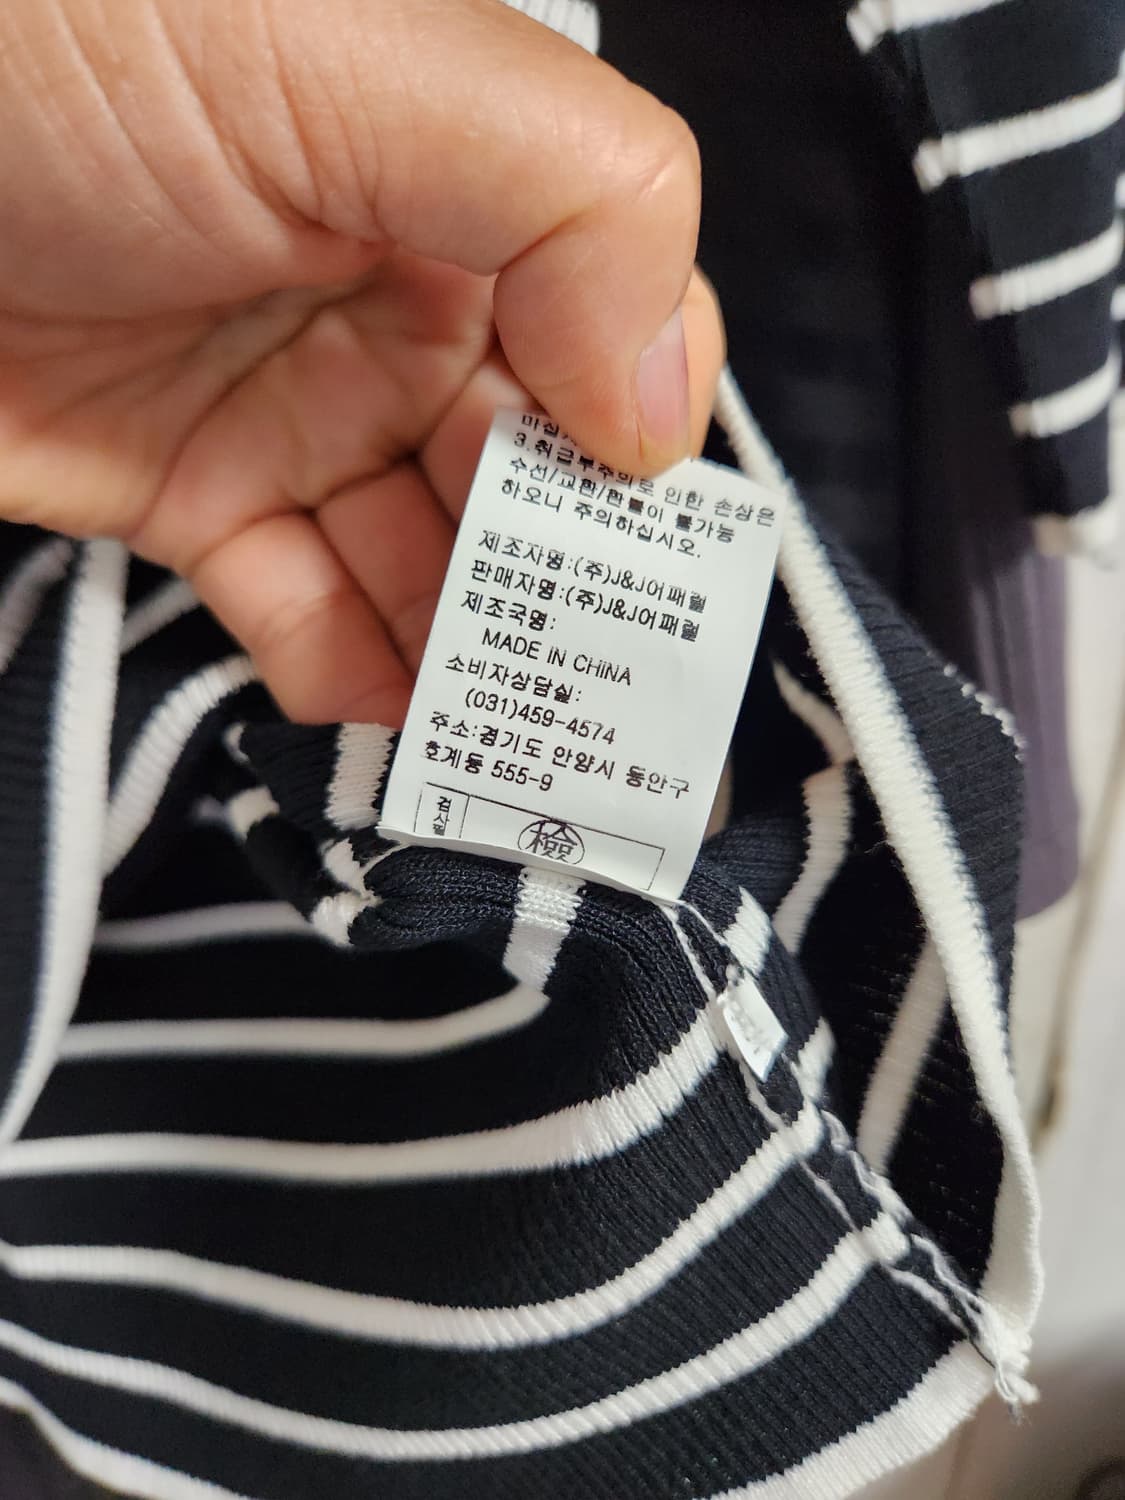 3.취급부주의로 인한 손상은
수선/교환/환불이 불가능
하오니 주의하십시오.
제조자명:(주)J&J어패럴
판매자명:(주)J&J어패럴
제조국명:
MADE IN CHINA
소비자상담실:
(031)459-4574
주소:경기도 안양시 동안구
호계동 555-9
검사필
檢